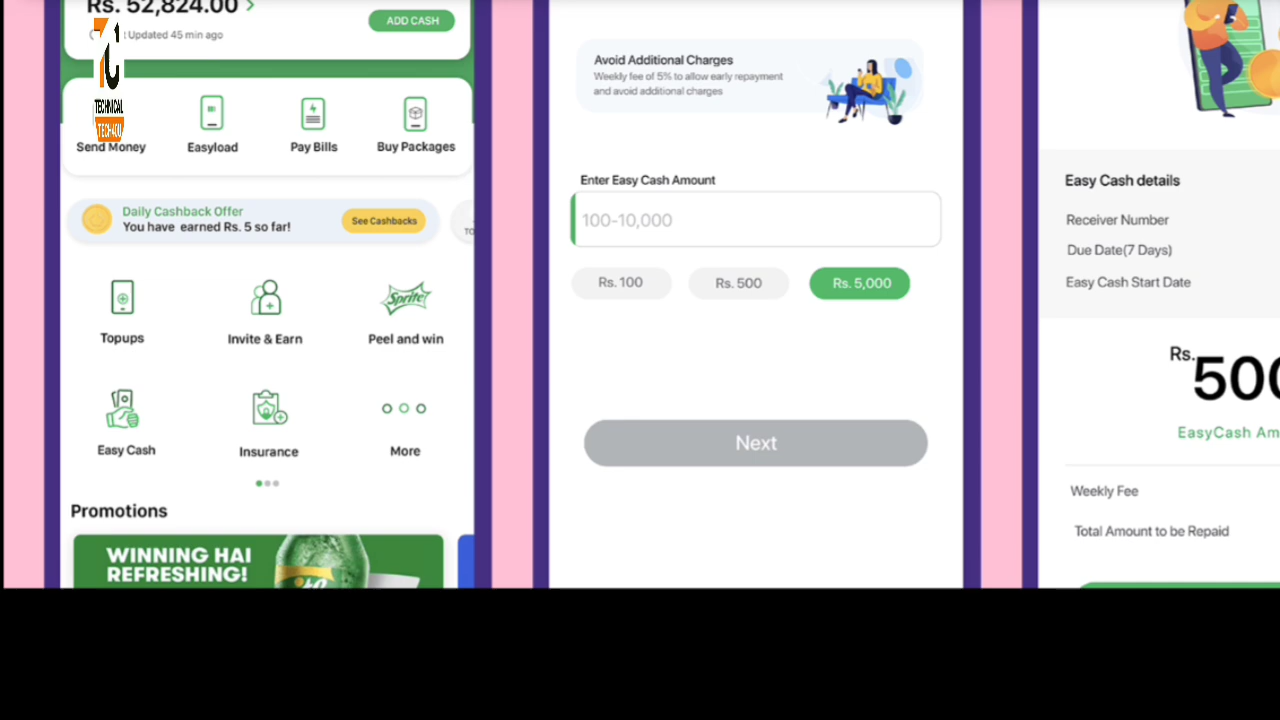 Rs. 52,824.00 >
ADD CASH
Updated 45 min ago
TECHNICAL
TECH4U
Send Money
Easyload
Pay Bills
Buy Packages
Daily Cashback Offer
You have earned Rs. 5 so far!
See Cashbacks
TO
Topups
Invite & Earn
Sprite
Peel and win
Easy Cash
Insurance
More
Promotions
WINNING HAI
REFRESHING!
Avoid Additional Charges
Weekly fee of 5% to allow early repayment
and avoid additional charges
Enter Easy Cash Amount
100-10,000
Rs. 100
Rs. 500
Rs. 5,000
Next
Easy Cash details
Receiver Number
Due Date(7 Days)
Easy Cash Start Date
Rs. 500
EasyCash Am
Weekly Fee
Total Amount to be Repaid